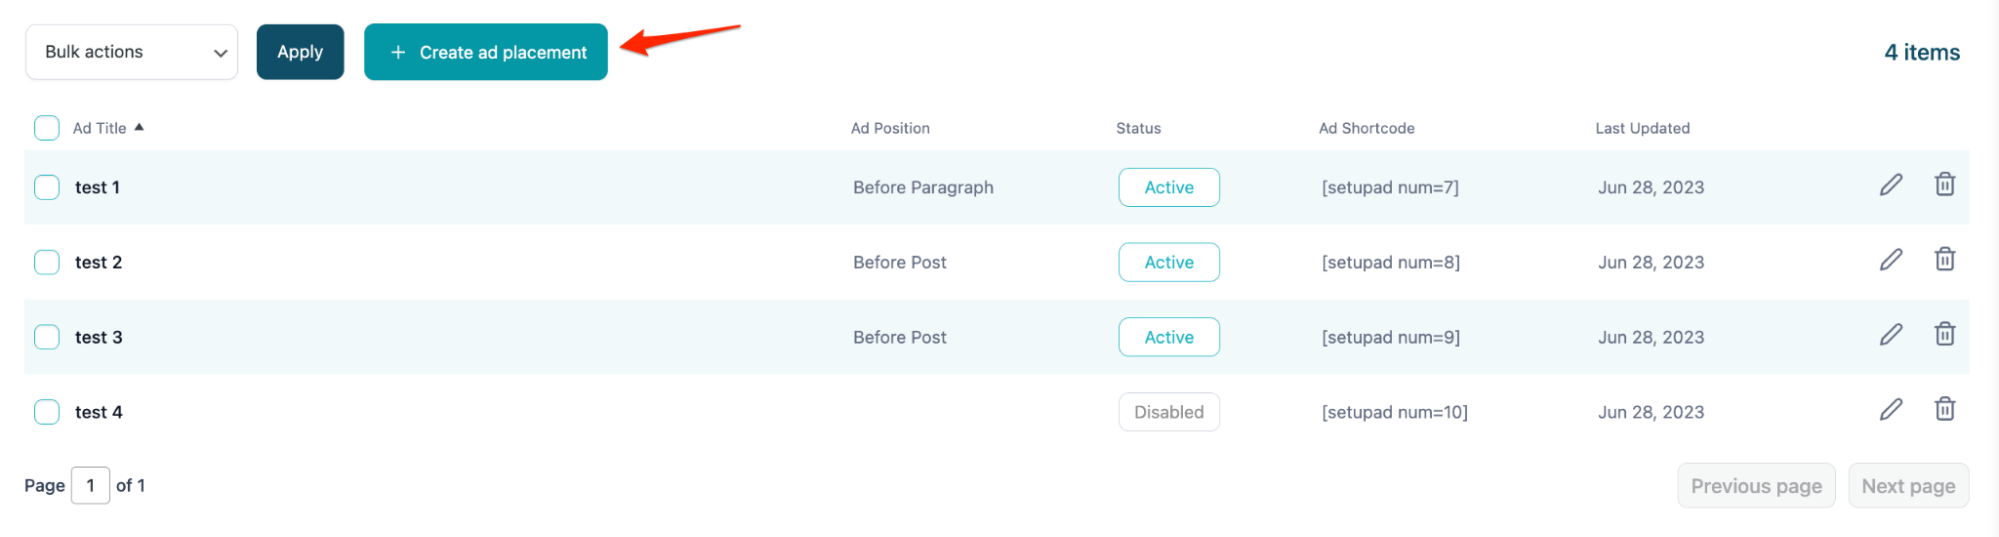 Bulk actions Apply + Create ad placement 4 items
Ad Title ▲ Ad Position Status Ad Shortcode Last Updated
test 1 Before Paragraph Active [setupad num=7] Jun 28, 2023
test 2 Before Post Active [setupad num=8] Jun 28, 2023
test 3 Before Post Active [setupad num=9] Jun 28, 2023
test 4 Disabled [setupad num=10] Jun 28, 2023
Page 1 of 1 Previous page Next page